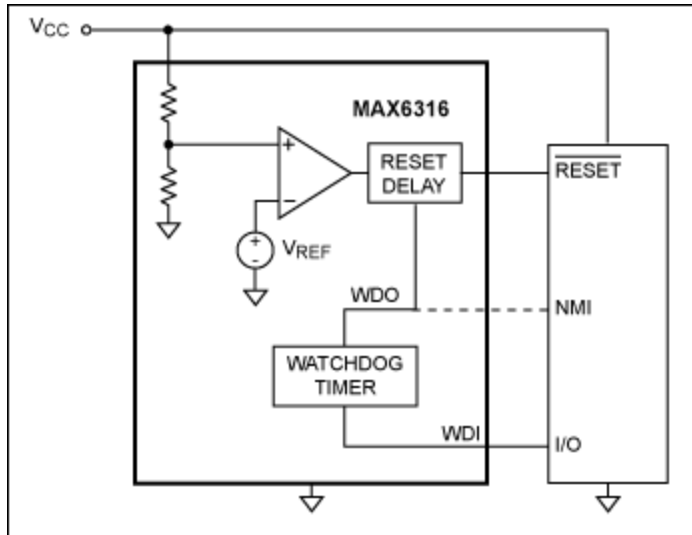 VCC
MAX6316
+
−
RESET
DELAY
RESET
+
-
VREF
WDO
NMI
WATCHDOG
TIMER
WDI
I/O